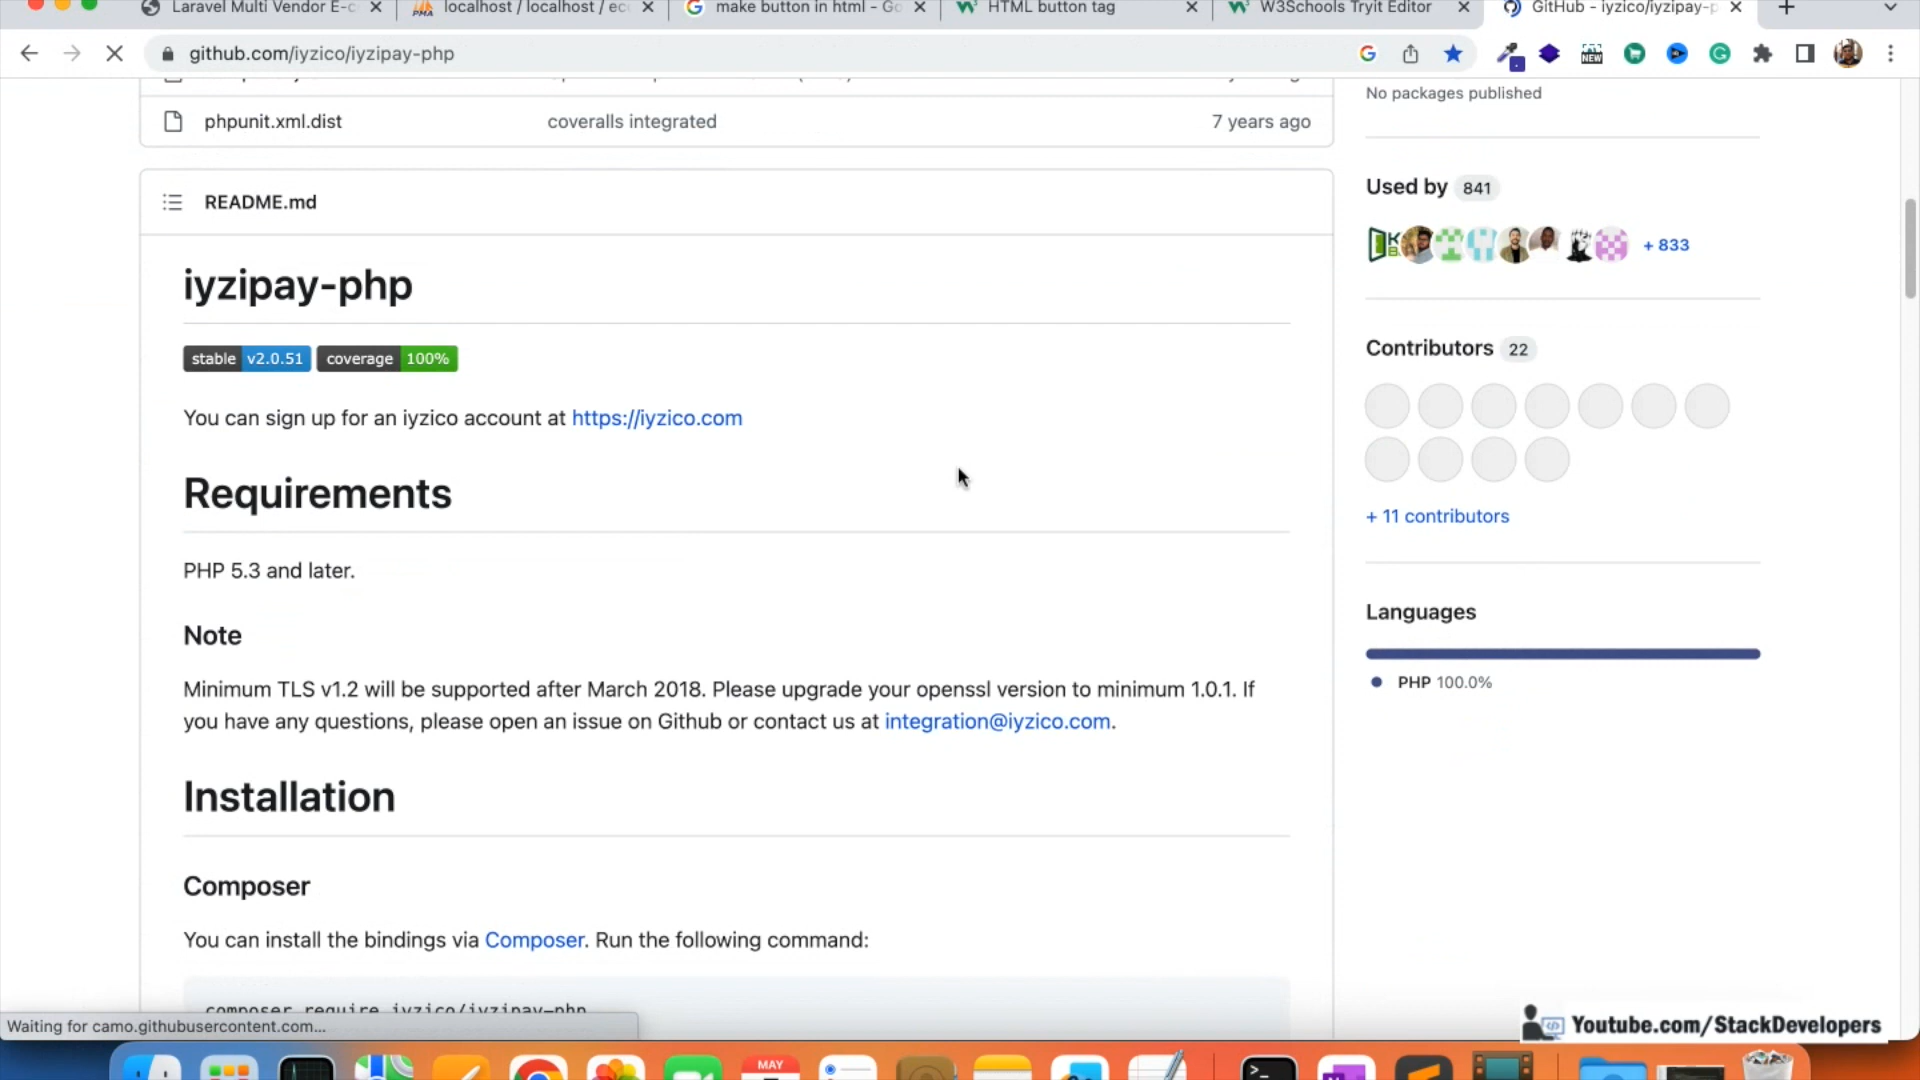 Laravel Multi Vendor E-c
localhost / localhost / ec
make button in html - Go
HTML button tag
W3Schools Tryit Editor
GitHub - iyzico/iyzipay-p
github.com/iyzico/iyzipay-php
NEW
No packages published
phpunit.xml.dist
coveralls integrated
7 years ago
Used by 841
+ 833
README.md
iyzipay-php
stable v2.0.51 coverage 100%
Contributors 22
You can sign up for an iyzico account at https://iyzico.com
Requirements
+ 11 contributors
PHP 5.3 and later.
Languages
Note
PHP 100.0%
Minimum TLS v1.2 will be supported after March 2018. Please upgrade your openssl version to minimum 1.0.1. If
you have any questions, please open an issue on Github or contact us at integration@iyzico.com.
Installation
Composer
You can install the bindings via Composer. Run the following command:
composer require iyzico/iyzipay-php
Waiting for camo.githubusercontent.com...
Youtube.com/StackDevelopers
MAY